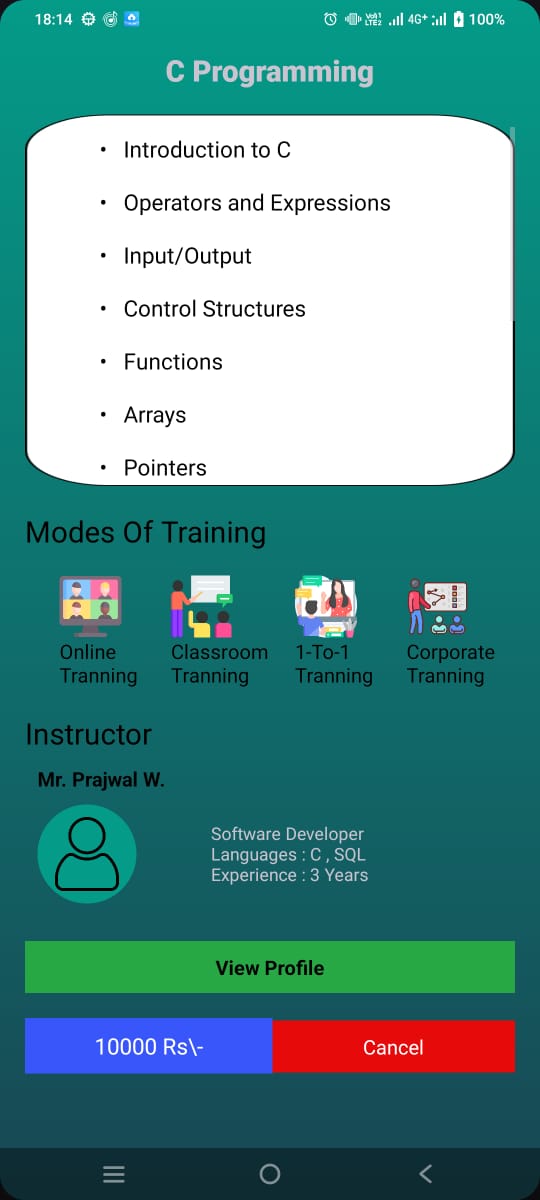 18:14 4G+ 100%
C Programming
• Introduction to C
• Operators and Expressions
• Input/Output
• Control Structures
• Functions
• Arrays
• Pointers
Modes Of Training
Online Classroom 1-To-1 Corporate
Tranning Tranning Tranning Tranning
Instructor
Mr. Prajwal W.
Software Developer
Languages : C , SQL
Experience : 3 Years
View Profile
10000 Rs\- Cancel